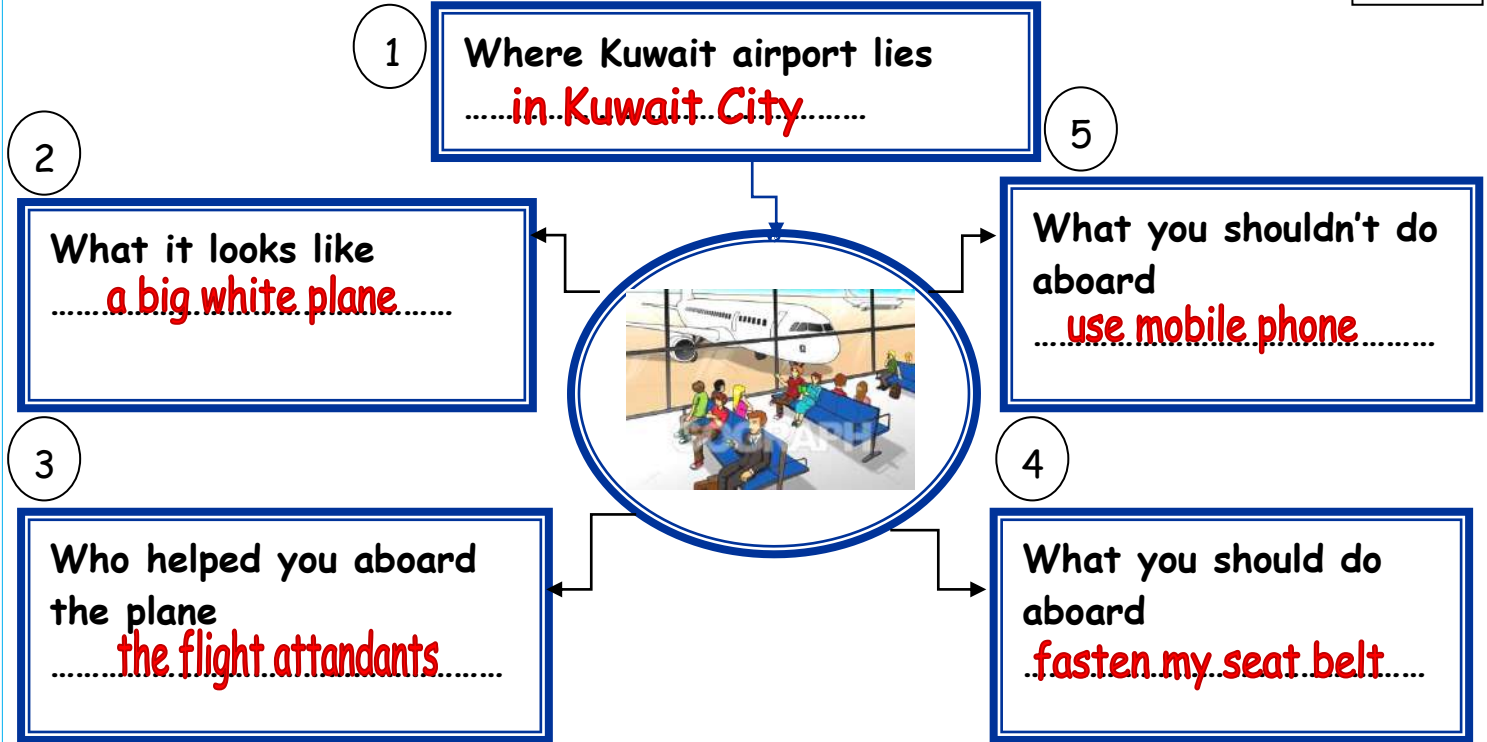 1
Where Kuwait airport lies
……in Kuwait City……
2
What it looks like
……a big white plane……
3
Who helped you aboard
the plane
……the flight attandants……
4
What you should do
aboard
fasten my seat belt……
5
What you shouldn't do
aboard
……use mobile phone……